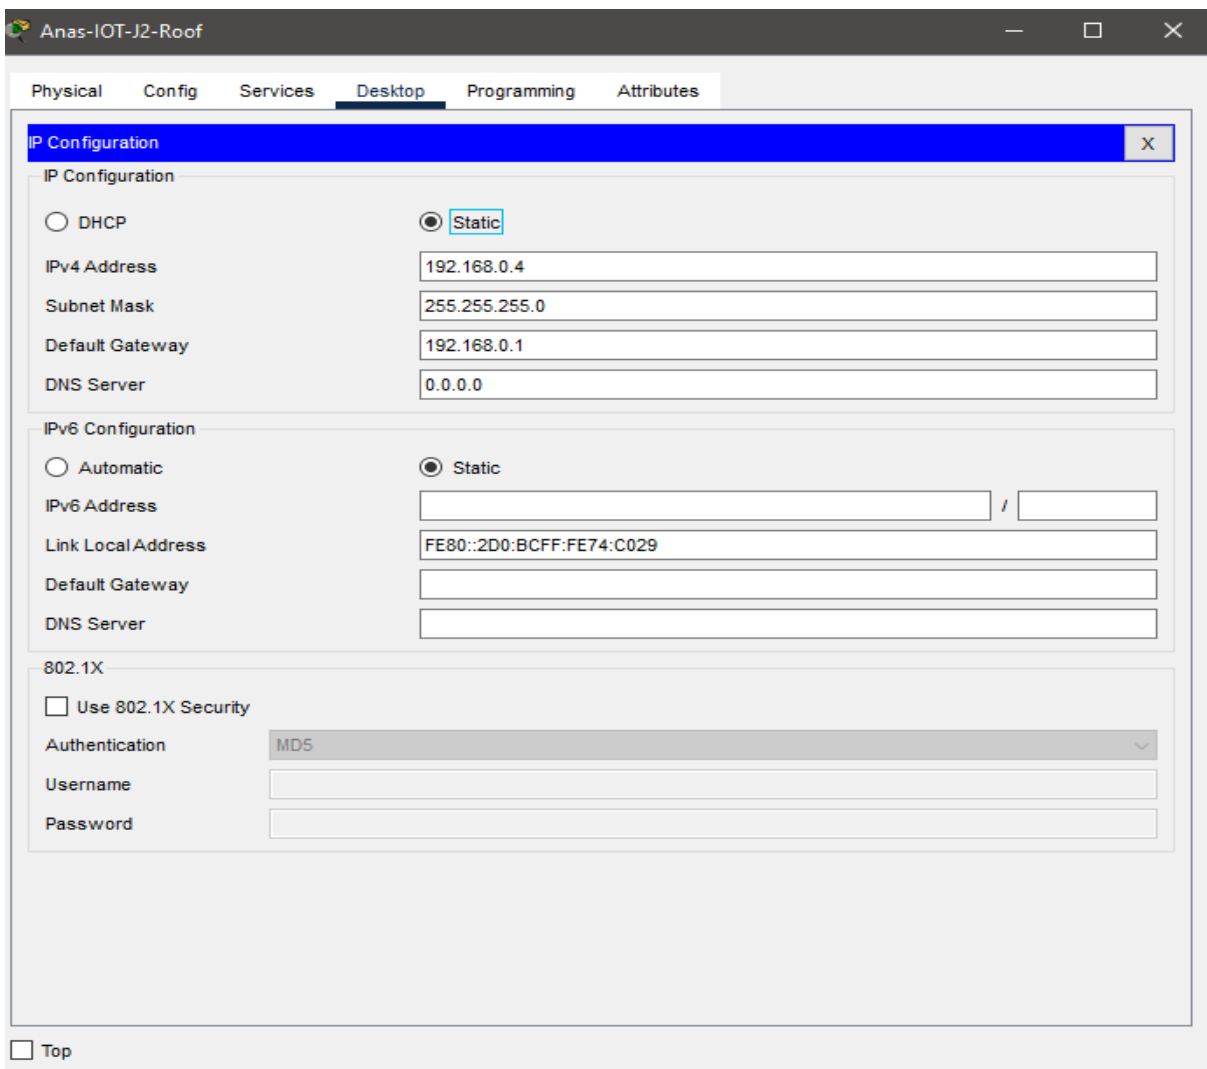 Anas-IOT-J2-Roof
Physical Config Services Desktop Programming Attributes
IP Configuration X
IP Configuration
DHCP Static
IPv4 Address 192.168.0.4
Subnet Mask 255.255.255.0
Default Gateway 192.168.0.1
DNS Server 0.0.0.0
IPv6 Configuration
Automatic Static
IPv6 Address /
Link Local Address FE80::2D0:BCFF:FE74:C029
Default Gateway
DNS Server
802.1X
Use 802.1X Security
Authentication MD5
Username
Password
Top